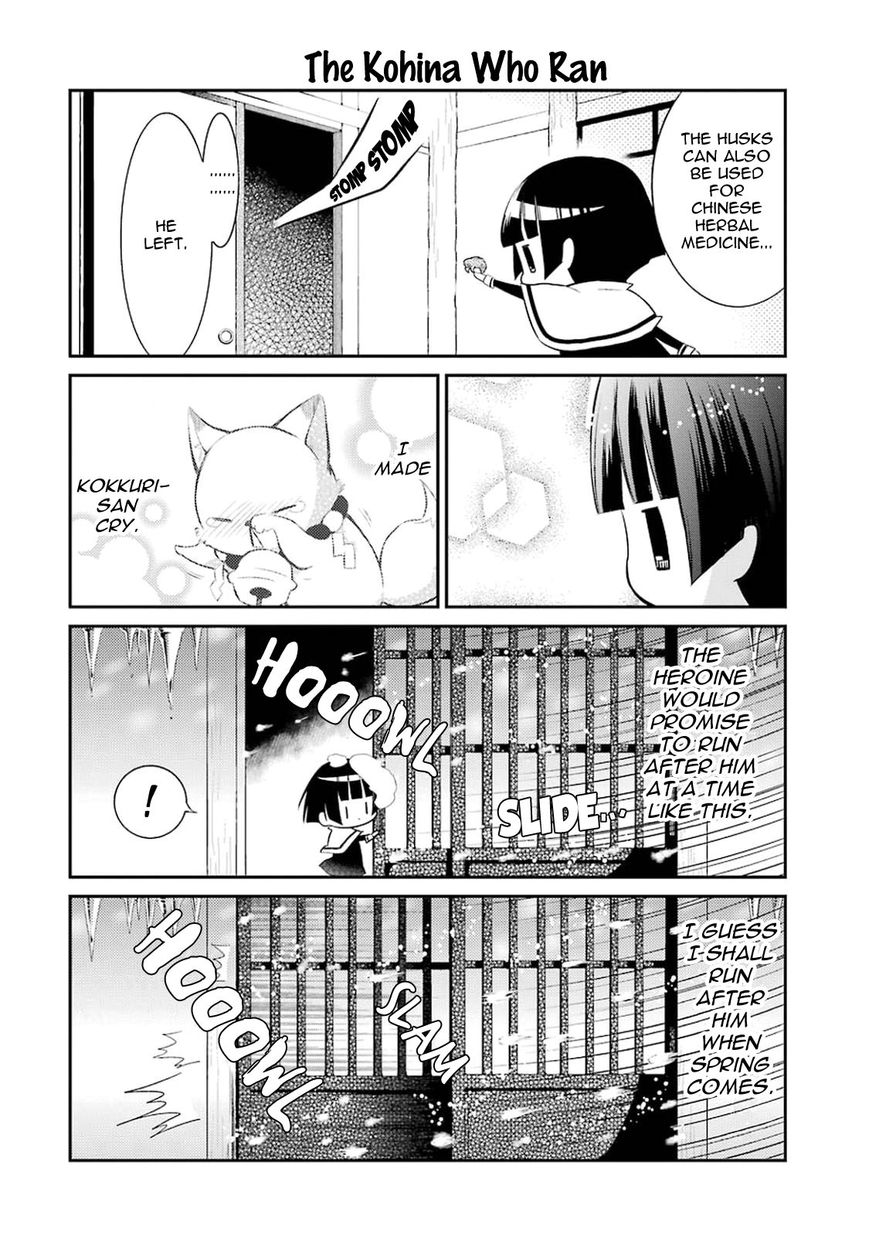 The Kohina Who Ran
THE HUSKS
CAN ALSO
BE USED
FOR
CHINESE
HERBAL
MEDICINE...
STOMP STOMP
......
......
HE
LEFT.
I
MADE
KOKKURI-
SAN
CRY.
THE
HEROINE
WOULD
PROMISE
TO RUN
AFTER HIM
AT A TIME
LIKE THIS.
HOOOWL
SLIDE...
!
I GUESS
I SHALL
RUN
AFTER
HIM
WHEN
SPRING
COMES.
SLAM
HOOOWL